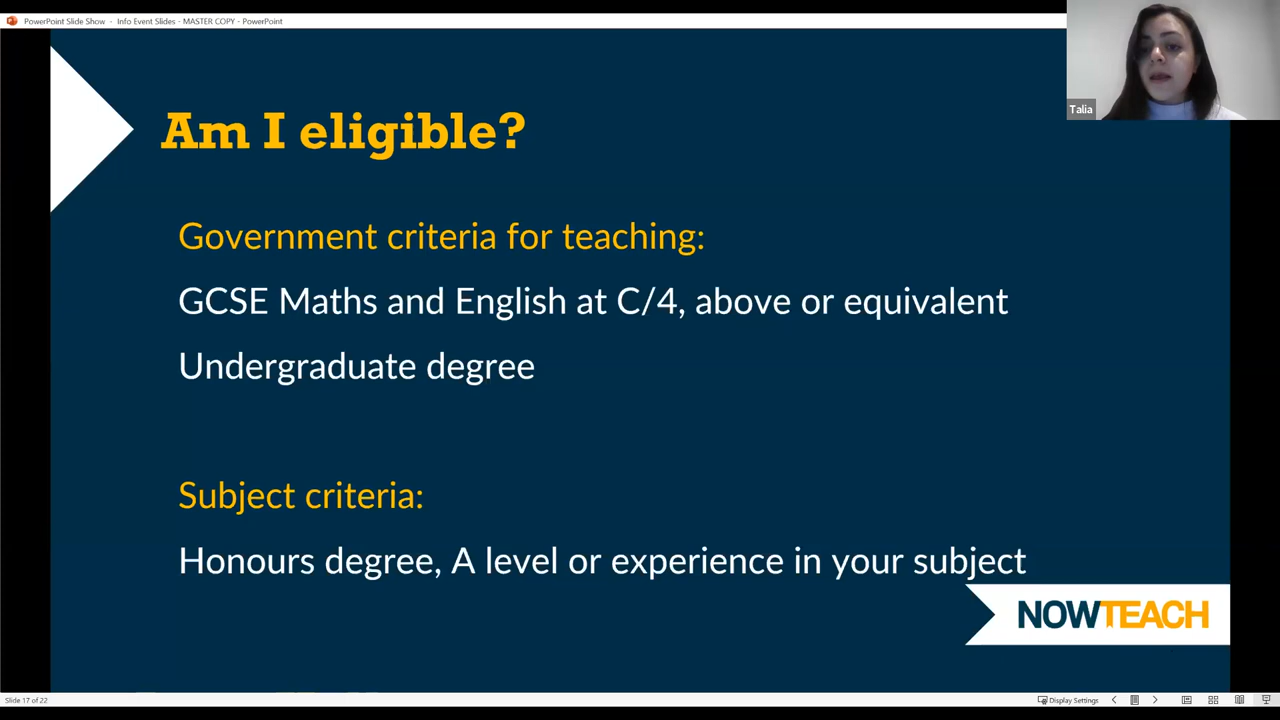 PowerPoint Slide Show - Info Event Slides - MASTER COPY - PowerPoint
Talia
Am I eligible?
Government criteria for teaching:
GCSE Maths and English at C/4, above or equivalent
Undergraduate degree
Subject criteria:
Honours degree, A level or experience in your subject
NOWTEACH
Slide 17 of 22
Display Settings